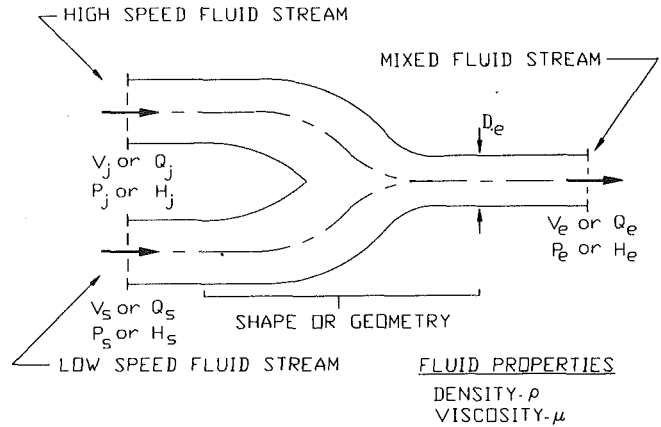 HIGH SPEED FLUID STREAM
MIXED FLUID STREAM
De
Vj or Qj
Pj or Hj
Ve or Qe
Pe or He
Vs or Qs
Ps or Hs
SHAPE OR GEOMETRY
LOW SPEED FLUID STREAM
FLUID PROPERTIES
DENSITY-ρ
VISCOSITY-μ